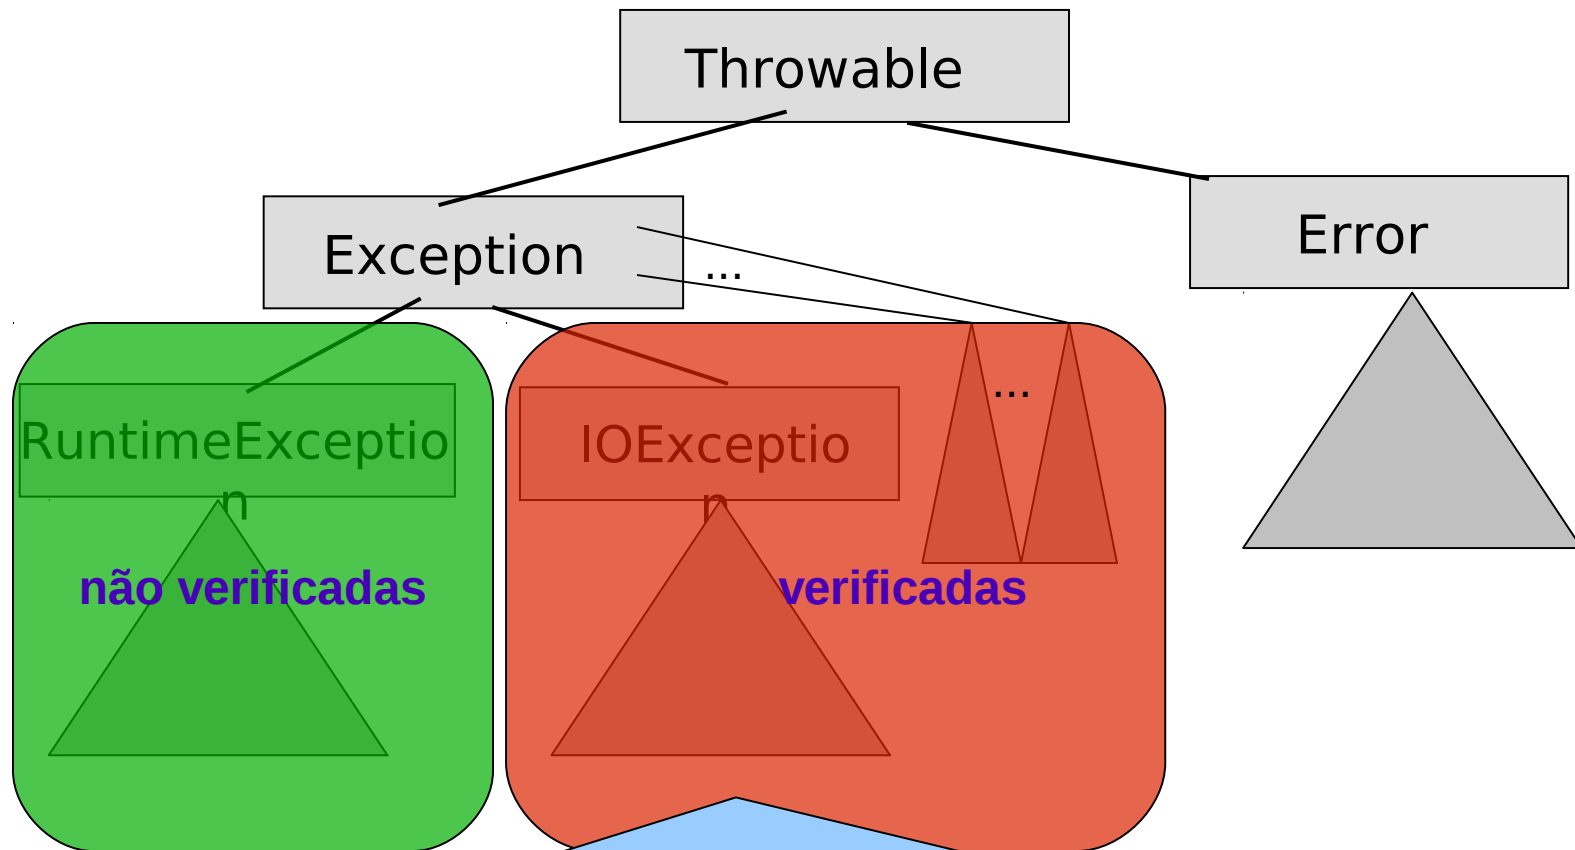 Throwable
Exception
...
Error
RuntimeExceptio
n
IOExceptio
n
...
não verificadas
verificadas